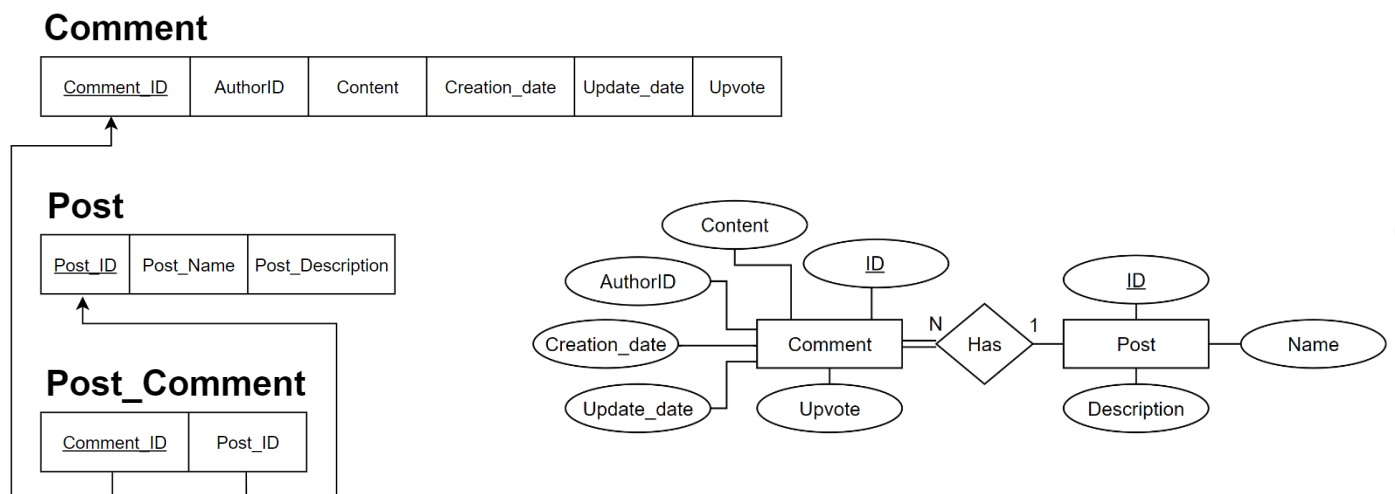 Comment
Comment_ID AuthorID Content Creation_date Update_date Upvote
Post
Post_ID Post_Name Post_Description
Post_Comment
Comment_ID Post_ID
Content
ID
AuthorID
ID
Creation_date
Comment
N
Has
1
Post
Name
Update_date
Upvote
Description